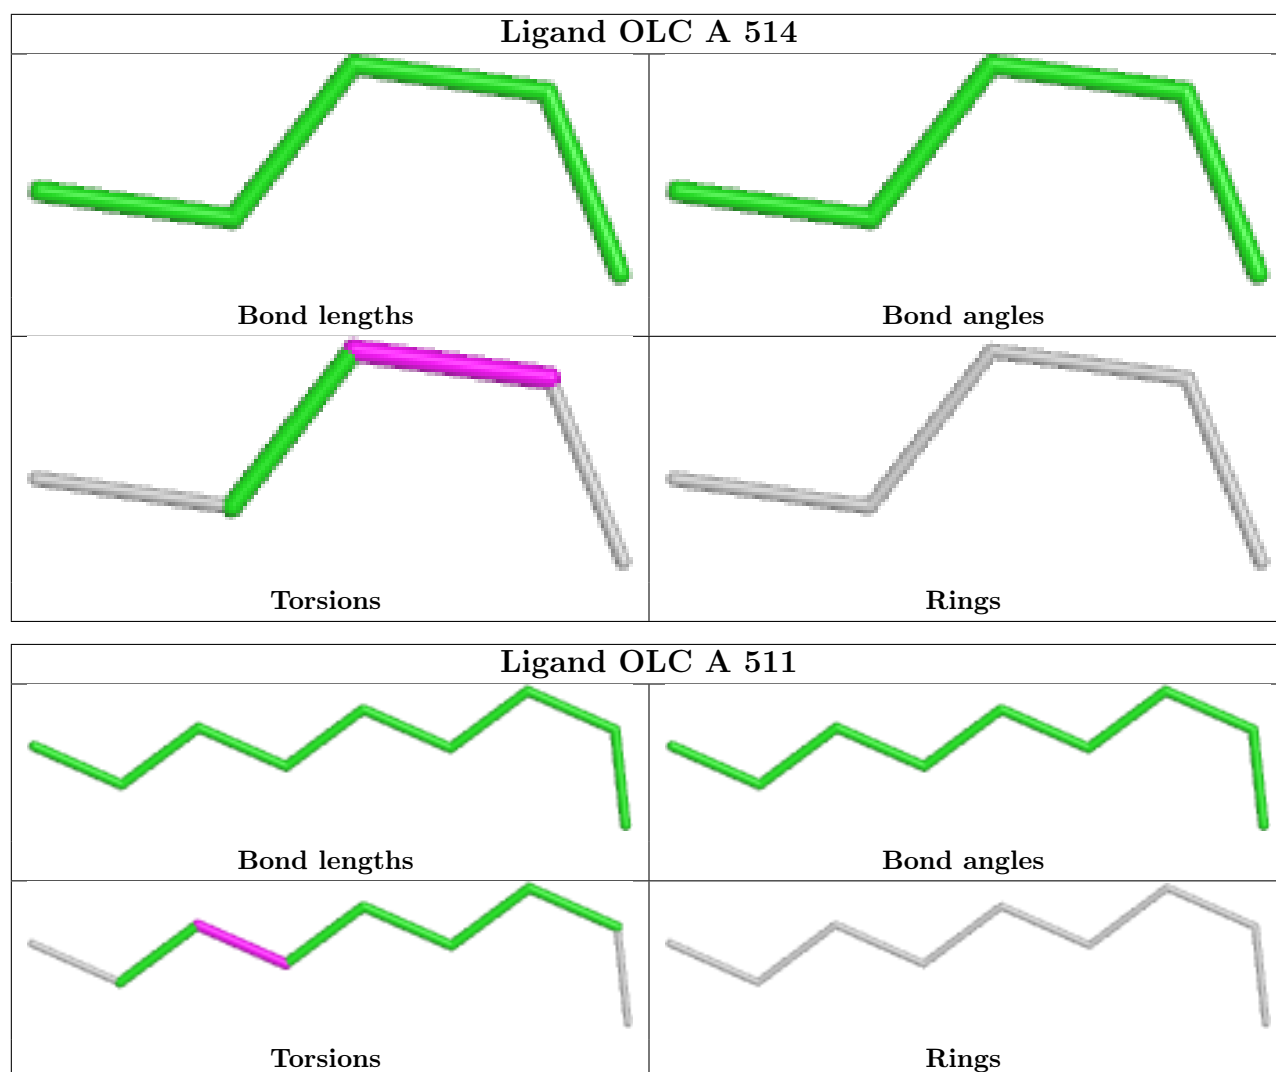 Ligand OLC A 514
Bond lengths
Bond angles
Torsions
Rings
Ligand OLC A 511
Bond lengths
Bond angles
Torsions
Rings